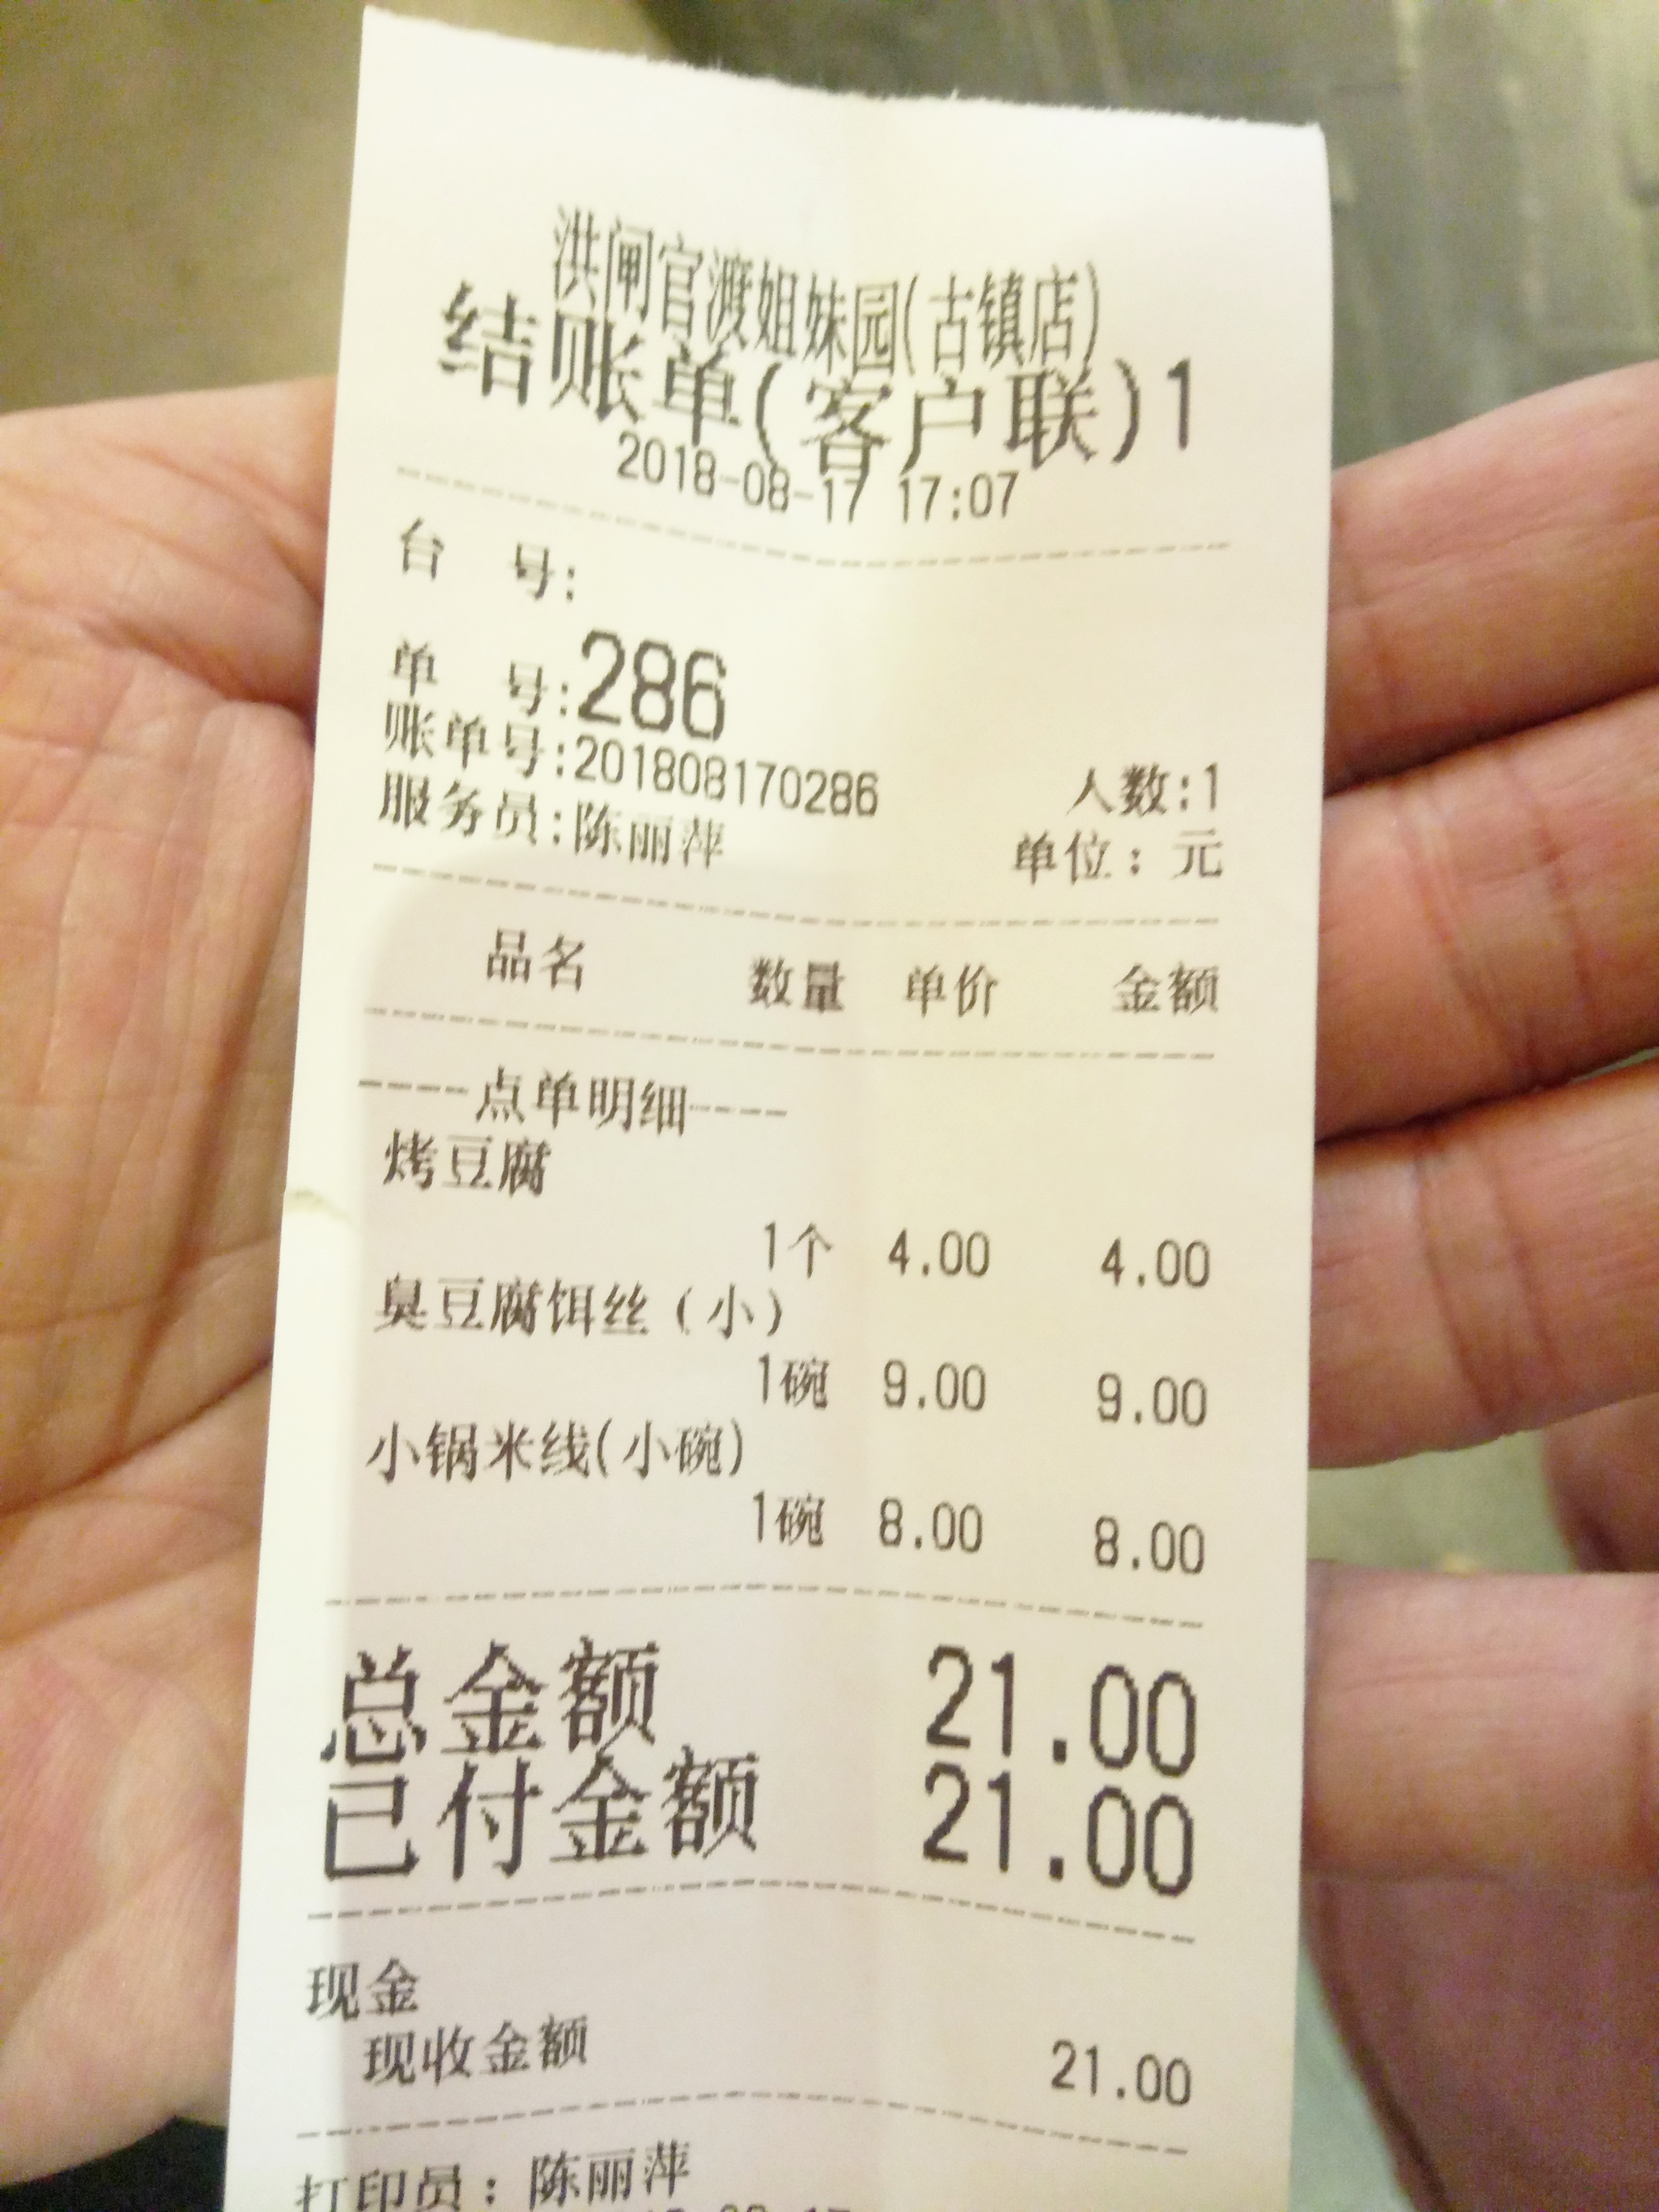 洪闸官渡姐妹园(古镇店)
结账单(客户联)1
2018-08-17 17:07
台 号:
单 号:286
账单号:201808170286 人数:1
服务员:陈丽萍 单位：元
品名 数量 单价 金额
----点单明细----
烤豆腐
1个 4.00 4.00
臭豆腐饵丝（小）
1碗 9.00 9.00
小锅米线(小碗)
1碗 8.00 8.00
总金额 21.00
已付金额 21.00
现金
现收金额 21.00
打印员：陈丽萍